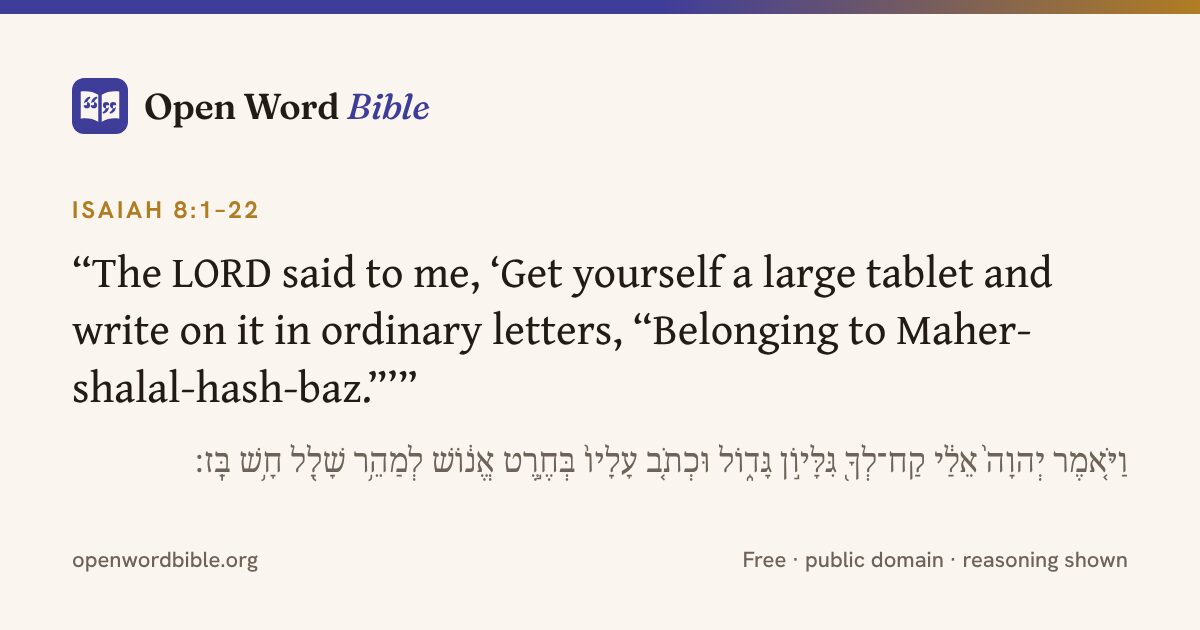 Open Word Bible
ISAIAH 8:1–22
“The LORD said to me, ‘Get yourself a large tablet and
write on it in ordinary letters, “Belonging to Maher-
shalal-hash-baz.”’”
וַיֹּ֤אמֶר יְהוָה֙ אֵלַ֔י קַח־לְךָ֖ גִּלָּי֣וֹן גָּד֑וֹל וּכְתֹ֤ב עָלָיו֙ בְּחֶ֣רֶט אֱנ֔וֹשׁ לְמַהֵ֥ר שָׁלָ֖ל חָ֥שׁ בַּֽז׃
openwordbible.org
Free · public domain · reasoning shown